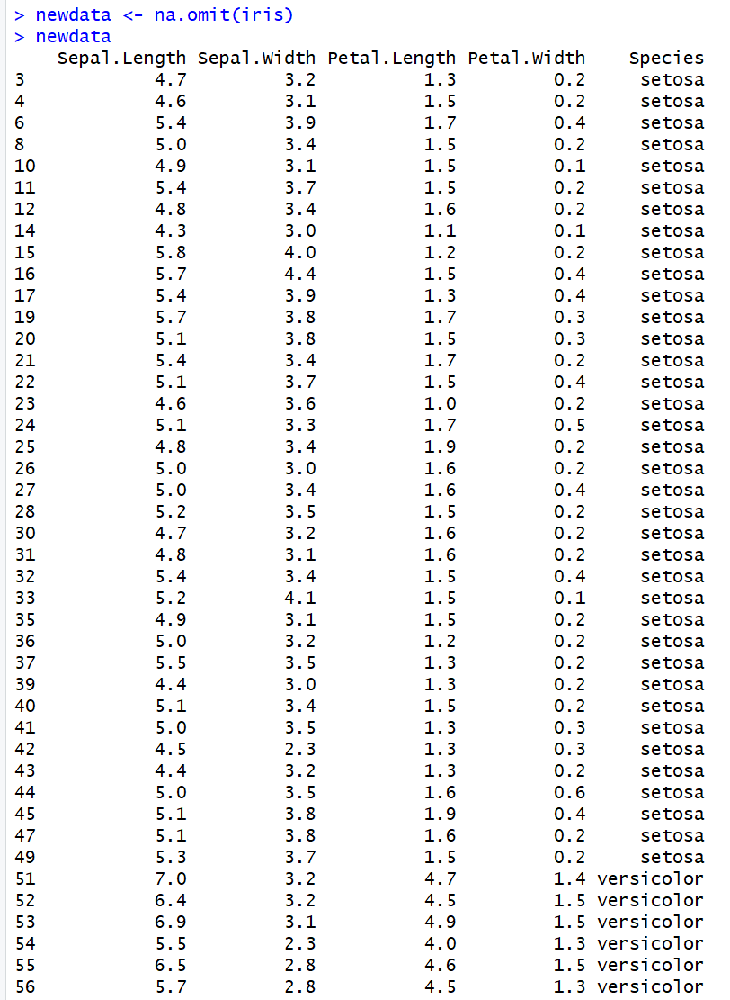 > newdata <- na.omit(iris)
> newdata
Sepal.Length Sepal.Width Petal.Length Petal.Width Species
3 4.7 3.2 1.3 0.2 setosa
4 4.6 3.1 1.5 0.2 setosa
6 5.4 3.9 1.7 0.4 setosa
8 5.0 3.4 1.5 0.2 setosa
10 4.9 3.1 1.5 0.1 setosa
11 5.4 3.7 1.5 0.2 setosa
12 4.8 3.4 1.6 0.2 setosa
14 4.3 3.0 1.1 0.1 setosa
15 5.8 4.0 1.2 0.2 setosa
16 5.7 4.4 1.5 0.4 setosa
17 5.4 3.9 1.3 0.4 setosa
19 5.7 3.8 1.7 0.3 setosa
20 5.1 3.8 1.5 0.3 setosa
21 5.4 3.4 1.7 0.2 setosa
22 5.1 3.7 1.5 0.4 setosa
23 4.6 3.6 1.0 0.2 setosa
24 5.1 3.3 1.7 0.5 setosa
25 4.8 3.4 1.9 0.2 setosa
26 5.0 3.0 1.6 0.2 setosa
27 5.0 3.4 1.6 0.4 setosa
28 5.2 3.5 1.5 0.2 setosa
30 4.7 3.2 1.6 0.2 setosa
31 4.8 3.1 1.6 0.2 setosa
32 5.4 3.4 1.5 0.4 setosa
33 5.2 4.1 1.5 0.1 setosa
35 4.9 3.1 1.5 0.2 setosa
36 5.0 3.2 1.2 0.2 setosa
37 5.5 3.5 1.3 0.2 setosa
39 4.4 3.0 1.3 0.2 setosa
40 5.1 3.4 1.5 0.2 setosa
41 5.0 3.5 1.3 0.3 setosa
42 4.5 2.3 1.3 0.3 setosa
43 4.4 3.2 1.3 0.2 setosa
44 5.0 3.5 1.6 0.6 setosa
45 5.1 3.8 1.9 0.4 setosa
47 5.1 3.8 1.6 0.2 setosa
49 5.3 3.7 1.5 0.2 setosa
51 7.0 3.2 4.7 1.4 versicolor
52 6.4 3.2 4.5 1.5 versicolor
53 6.9 3.1 4.9 1.5 versicolor
54 5.5 2.3 4.0 1.3 versicolor
55 6.5 2.8 4.6 1.5 versicolor
56 5.7 2.8 4.5 1.3 versicolor